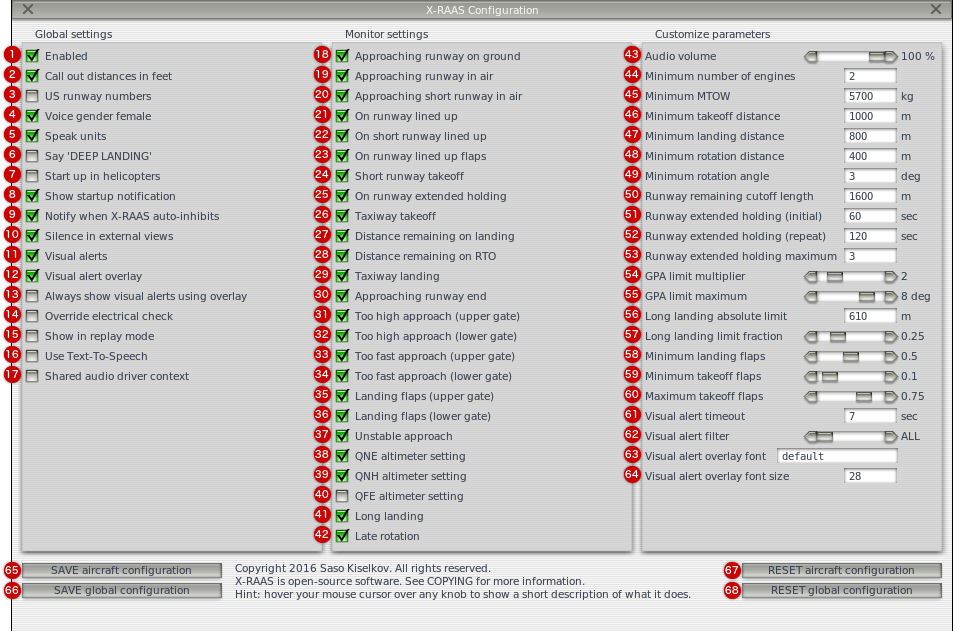 X-RAAS Configuration
Global settings
1 Enabled
2 Call out distances in feet
3 US runway numbers
4 Voice gender female
5 Speak units
6 Say 'DEEP LANDING'
7 Start up in helicopters
8 Show startup notification
9 Notify when X-RAAS auto-inhibits
10 Silence in external views
11 Visual alerts
12 Visual alert overlay
13 Always show visual alerts using overlay
14 Override electrical check
15 Show in replay mode
16 Use Text-To-Speech
17 Shared audio driver context
Monitor settings
18 Approaching runway on ground
19 Approaching runway in air
20 Approaching short runway in air
21 On runway lined up
22 On short runway lined up
23 On runway lined up flaps
24 Short runway takeoff
25 On runway extended holding
26 Taxiway takeoff
27 Distance remaining on landing
28 Distance remaining on RTO
29 Taxiway landing
30 Approaching runway end
31 Too high approach (upper gate)
32 Too high approach (lower gate)
33 Too fast approach (upper gate)
34 Too fast approach (lower gate)
35 Landing flaps (upper gate)
36 Landing flaps (lower gate)
37 Unstable approach
38 QNE altimeter setting
39 QNH altimeter setting
40 QFE altimeter setting
41 Long landing
42 Late rotation
Customize parameters
43 Audio volume 100 %
44 Minimum number of engines 2
45 Minimum MTOW 5700 kg
46 Minimum takeoff distance 1000 m
47 Minimum landing distance 800 m
48 Minimum rotation distance 400 m
49 Minimum rotation angle 3 deg
50 Runway remaining cutoff length 1600 m
51 Runway extended holding (initial) 60 sec
52 Runway extended holding (repeat) 120 sec
53 Runway extended holding maximum 3
54 GPA limit multiplier 2
55 GPA limit maximum 8 deg
56 Long landing absolute limit 610 m
57 Long landing limit fraction 0.25
58 Minimum landing flaps 0.5
59 Minimum takeoff flaps 0.1
60 Maximum takeoff flaps 0.75
61 Visual alert timeout 7 sec
62 Visual alert filter ALL
63 Visual alert overlay font default
64 Visual alert overlay font size 28
65 SAVE aircraft configuration
66 SAVE global configuration
Copyright 2016 Saso Kiselkov. All rights reserved.
X-RAAS is open-source software. See COPYING for more information.
Hint: hover your mouse cursor over any knob to show a short description of what it does.
67 RESET aircraft configuration
68 RESET global configuration